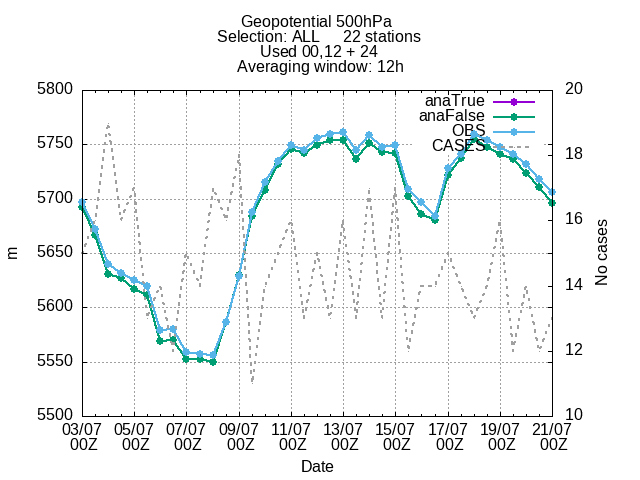 Geopotential 500hPa
Selection: ALL 22 stations
Used 00,12 + 24
Averaging window: 12h
5800
5750
5700
5650
5600
5550
5500
m
20
18
16
14
12
10
No cases
anaTrue
anaFalse
OBS
CASES
03/07 05/07 07/07 09/07 11/07 13/07 15/07 17/07 19/07 21/07
00Z 00Z 00Z 00Z 00Z 00Z 00Z 00Z 00Z 00Z
Date